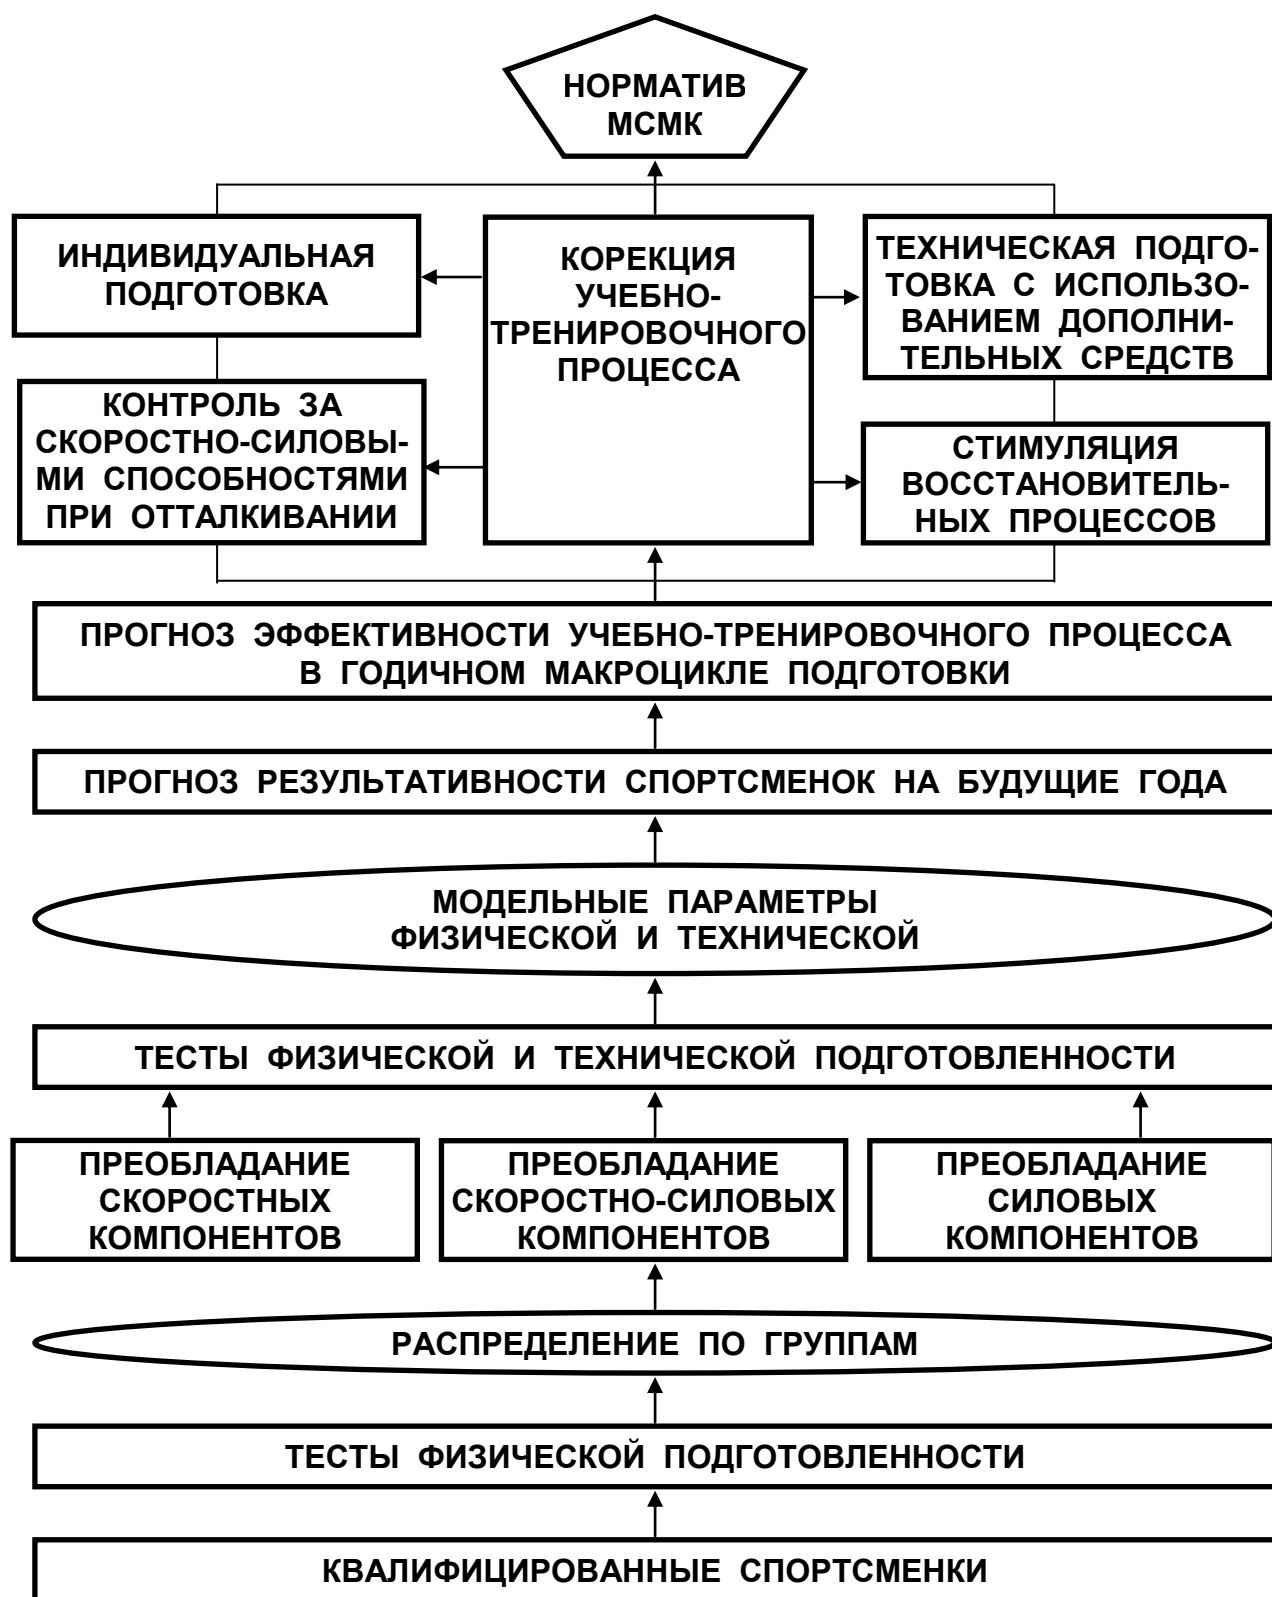 НОРМАТИВ
МСМК
ИНДИВИДУАЛЬНАЯ
ПОДГОТОВКА
КОРЕКЦИЯ
УЧЕБНО-
ТРЕНИРОВОЧНОГО
ПРОЦЕССА
ТЕХНИЧЕСКАЯ ПОДГО-
ТОВКА С ИСПОЛЬЗО-
ВАНИЕМ ДОПОЛНИ-
ТЕЛЬНЫХ СРЕДСТВ
КОНТРОЛЬ ЗА
СКОРОСТНО-СИЛОВЫ-
МИ СПОСОБНОСТЯМИ
ПРИ ОТТАЛКИВАНИИ
СТИМУЛЯЦИЯ
ВОССТАНОВИТЕЛЬ-
НЫХ ПРОЦЕССОВ
ПРОГНОЗ ЭФФЕКТИВНОСТИ УЧЕБНО-ТРЕНИРОВОЧНОГО ПРОЦЕССА
В ГОДИЧНОМ МАКРОЦИКЛЕ ПОДГОТОВКИ
ПРОГНОЗ РЕЗУЛЬТАТИВНОСТИ СПОРТСМЕНОК НА БУДУЩИЕ ГОДА
МОДЕЛЬНЫЕ ПАРАМЕТРЫ
ФИЗИЧЕСКОЙ И ТЕХНИЧЕСКОЙ
ТЕСТЫ ФИЗИЧЕСКОЙ И ТЕХНИЧЕСКОЙ ПОДГОТОВЛЕННОСТИ
ПРЕОБЛАДАНИЕ
СКОРОСТНЫХ
КОМПОНЕНТОВ
ПРЕОБЛАДАНИЕ
СКОРОСТНО-СИЛОВЫХ
КОМПОНЕНТОВ
ПРЕОБЛАДАНИЕ
СИЛОВЫХ
КОМПОНЕНТОВ
РАСПРЕДЕЛЕНИЕ ПО ГРУППАМ
ТЕСТЫ ФИЗИЧЕСКОЙ ПОДГОТОВЛЕННОСТИ
КВАЛИФИЦИРОВАННЫЕ СПОРТСМЕНКИ